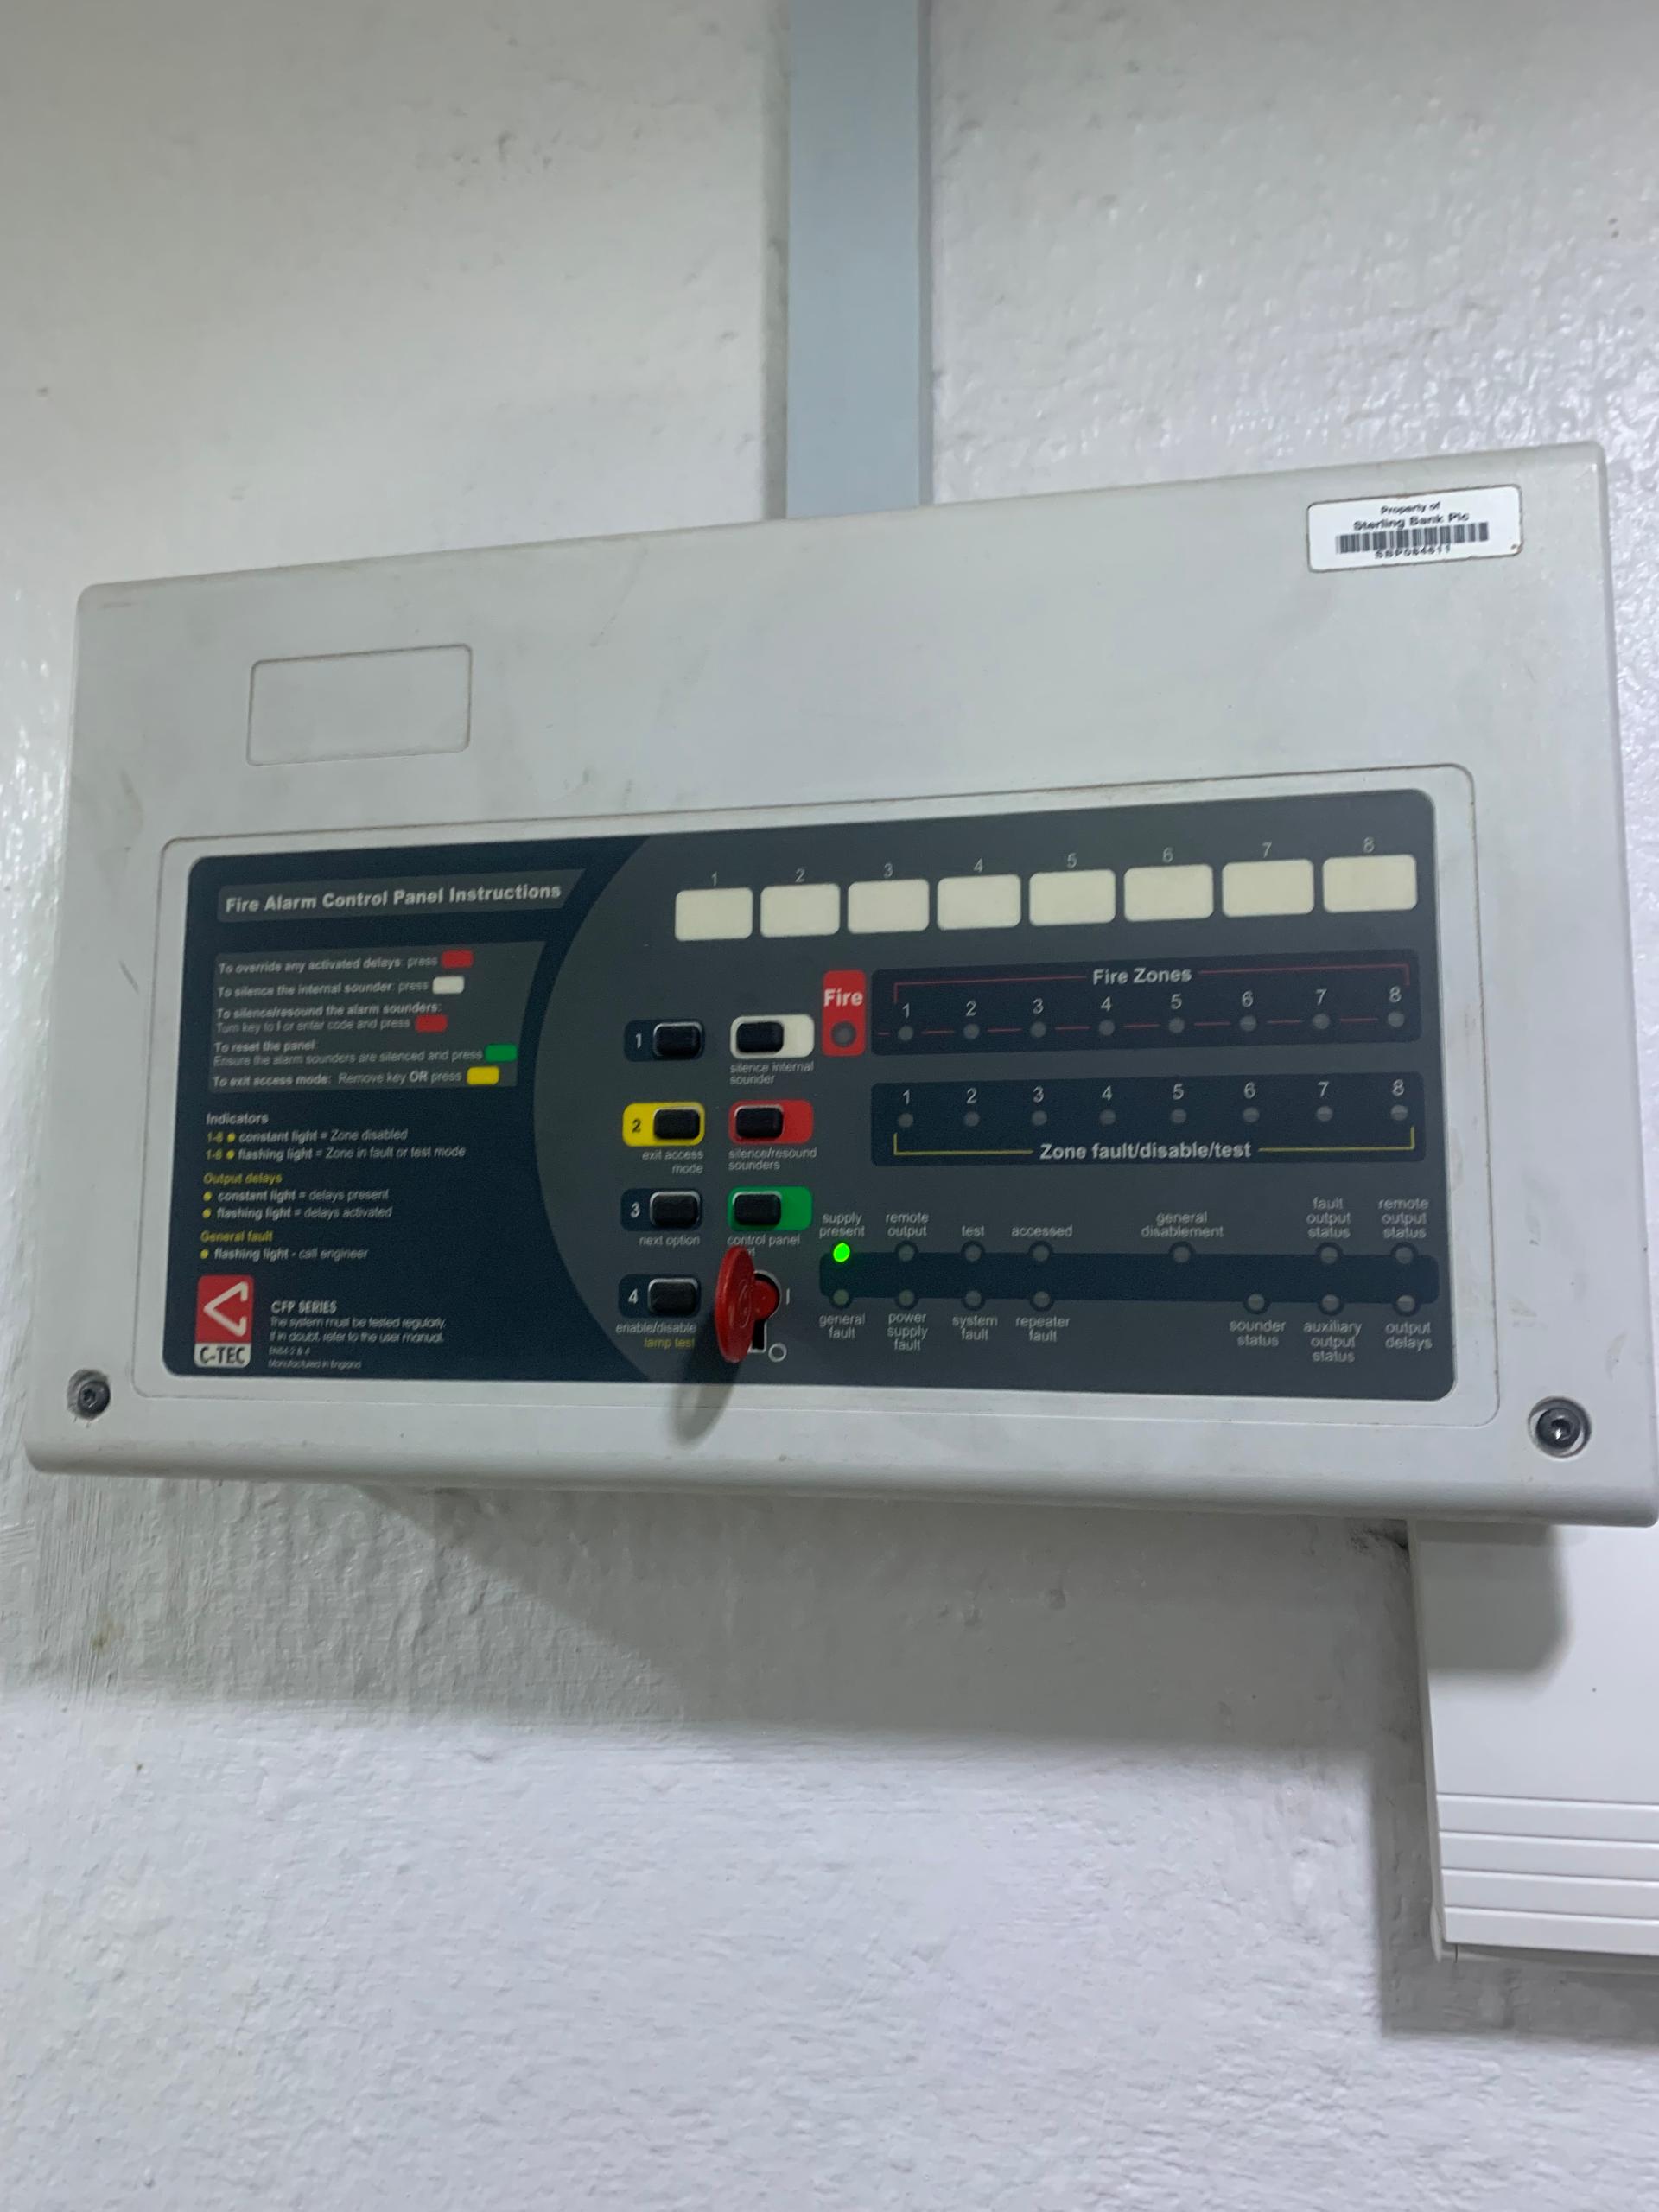 Property of
Sterling Bank Plc
Fire Alarm Control Panel Instructions
To override any activated delays: press
To silence the internal sounder: press
To silence/resound the alarm sounders:
Turn key to I or enter code and press
To reset the panel:
Ensure the alarm sounders are silenced and press
To exit access mode: Remove key OR press
Indicators
1-8 constant light = Zone disabled
1-8 flashing light = Zone in fault or test mode
Output delays
constant light = delays present
flashing light = delays activated
General fault
flashing light - call engineer
C-TEC
CFP SERIES
The system must be tested regularly.
If in doubt, refer to the user manual.
Manufactured in England
1 2 3 4 5 6 7 8
1
silence internal
sounder
2
exit access
mode
silence/resound
sounders
3
next option
control panel
4
enable/disable
lamp test
I
O
Fire
Fire Zones
1 2 3 4 5 6 7 8
1 2 3 4 5 6 7 8
Zone fault/disable/test
supply
present
remote
output
test
accessed
general
disablement
fault
output
status
remote
output
status
general
fault
power
supply
fault
system
fault
repeater
fault
sounder
status
auxiliary
output
status
output
delays